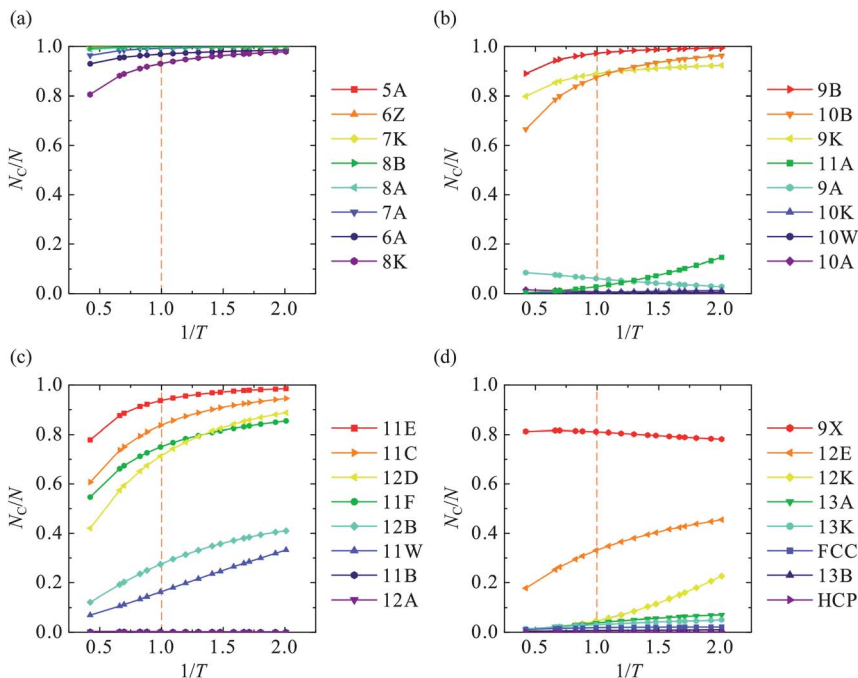 (a)
1.0
0.8
0.6
0.4
0.2
0.0
N_C/N
0.5 1.0 1.5 2.0
1/T
5A
6Z
7K
8B
8A
7A
6A
8K
(b)
1.0
0.8
0.6
0.4
0.2
0.0
N_C/N
0.5 1.0 1.5 2.0
1/T
9B
10B
9K
11A
9A
10K
10W
10A
(c)
1.0
0.8
0.6
0.4
0.2
0.0
N_C/N
0.5 1.0 1.5 2.0
1/T
11E
11C
12D
11F
12B
11W
11B
12A
(d)
1.0
0.8
0.6
0.4
0.2
0.0
N_C/N
0.5 1.0 1.5 2.0
1/T
9X
12E
12K
13A
13K
FCC
13B
HCP